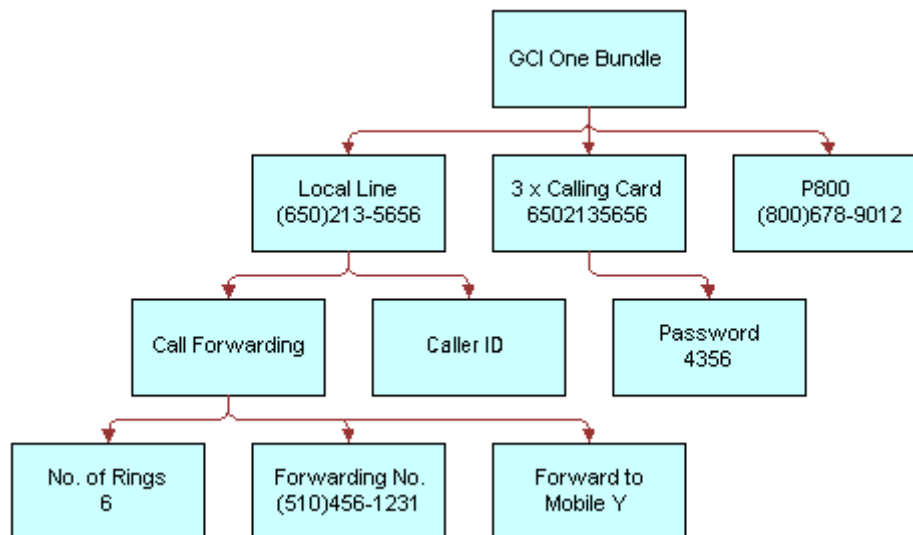 GCI One Bundle
Local Line
(650)213-5656
3 x Calling Card
6502135656
P800
(800)678-9012
Call Forwarding
Caller ID
Password
4356
No. of Rings
6
Forwarding No.
(510)456-1231
Forward to
Mobile Y